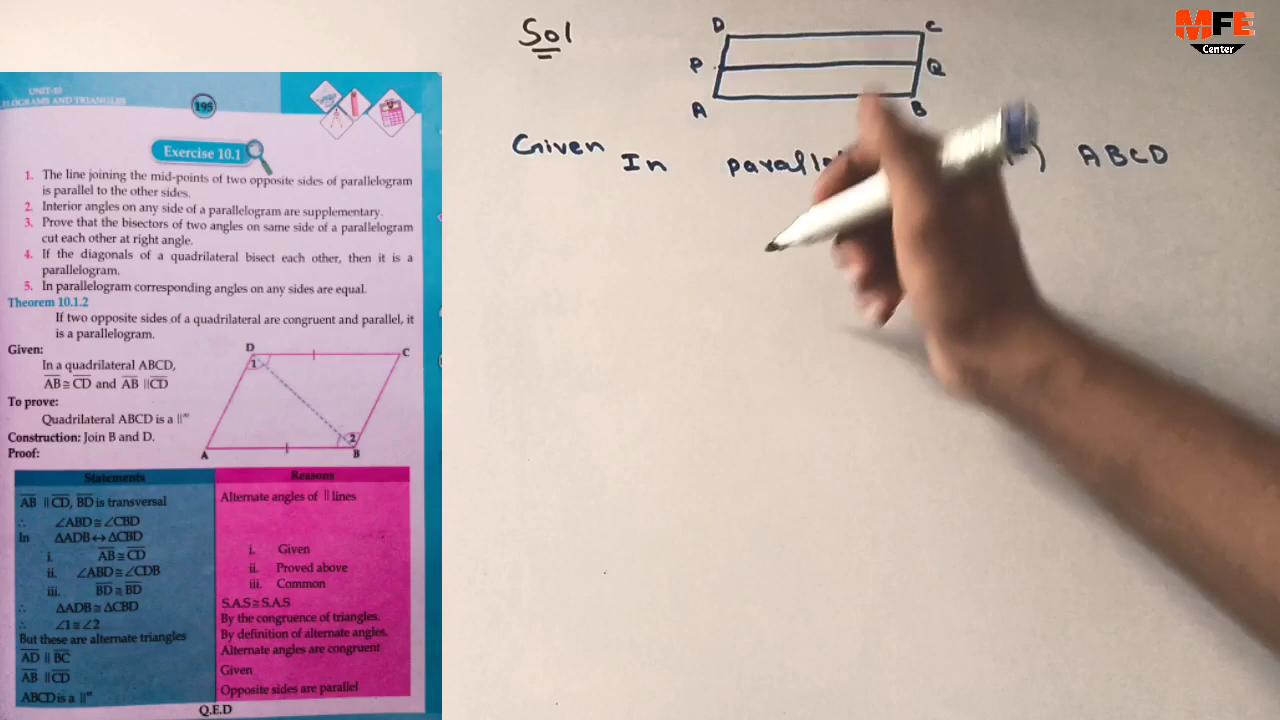 MFE
Center
Sol
D C
P Q
A B
Given In ABCD
UNIT-10
AND TRIANGLES
195
Exercise 10.1
1. The line joining the mid-points of two opposite sides of parallelogram
is parallel to the other sides.
2. Interior angles on any side of a parallelogram are supplementary.
3. Prove that the bisectors of two angles on same side of a parallelogram
cut each other at right angle.
4. If the diagonals of a quadrilateral bisect each other, then it is a
parallelogram.
5. In parallelogram corresponding angles on any sides are equal.
Theorem 10.1.2
If two opposite sides of a quadrilateral are congruent and parallel, it
is a parallelogram.
Given:
In a quadrilateral ABCD,
AB ≅ CD and AB || CD
To prove:
Quadrilateral ABCD is a ||ᵐ
Construction: Join B and D.
Proof:
D C
1
2
A B
Statements Reasons
AB || CD, BD is transversal Alternate angles of || lines
∴ ∠ABD ≅ ∠CBD
In ΔADB ↔ ΔCBD
i. AB ≅ CD i. Given
ii. ∠ABD ≅ ∠CDB ii. Proved above
iii. BD ≅ BD iii. Common
∴ ΔADB ≅ ΔCBD S.A.S ≅ S.A.S
∴ ∠1 ≅ ∠2 By the congruence of triangles.
But these are alternate triangles By definition of alternate angles.
AD || BC Alternate angles are congruent
AB || CD Given
ABCD is a ||ᵐ Opposite sides are parallel
Q.E.D